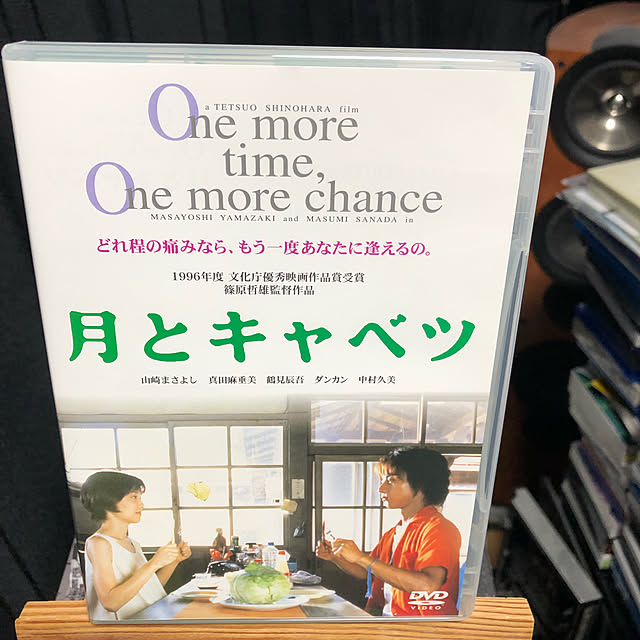 a TETSUO SHINOHARA film
One more
time,
One more chance
MASAYOSHI YAMAZAKI and MASUMI SANADA in
どれ程の痛みなら、もう一度あなたに逢えるの。
1996年度 文化庁優秀映画作品賞受賞
篠原哲雄監督作品
月とキャベツ
山崎まさよし 真田麻垂美 鶴見辰吾 ダンカン 中村久美
DVD
VIDEO